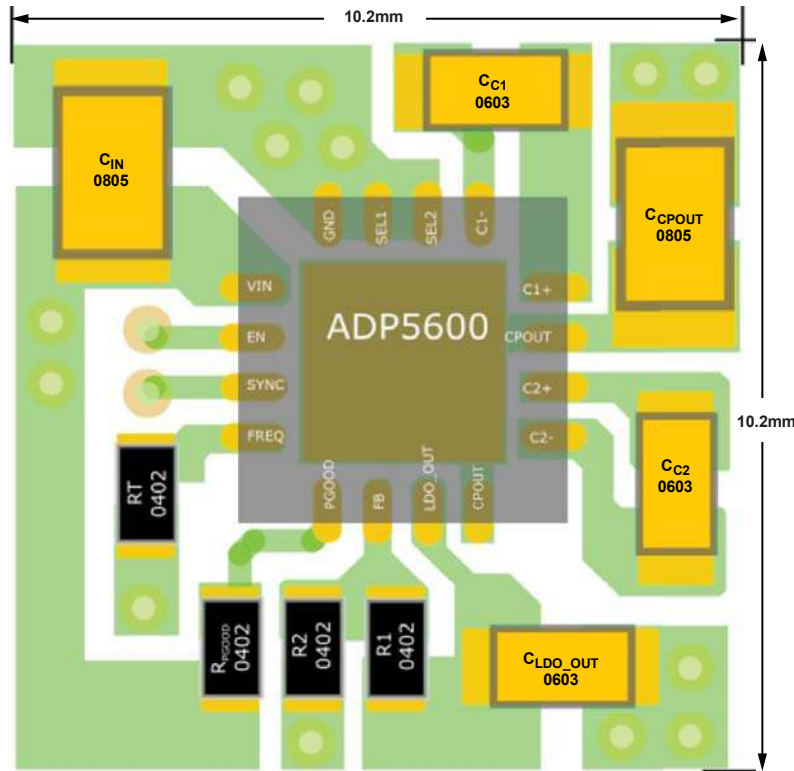 10.2mm
CC1
0603
CIN
0805
CCPOUT
0805
GND
SEL1
SEL2
C1-
VIN
EN
SYNC
FREQ
ADP5600
C1+
CPOUT
C2+
C2-
10.2mm
PGOOD
FB
LDO_OUT
CPOUT
RT
0402
CC2
0603
RPGOOD
0402
R2
0402
R1
0402
CLDO_OUT
0603